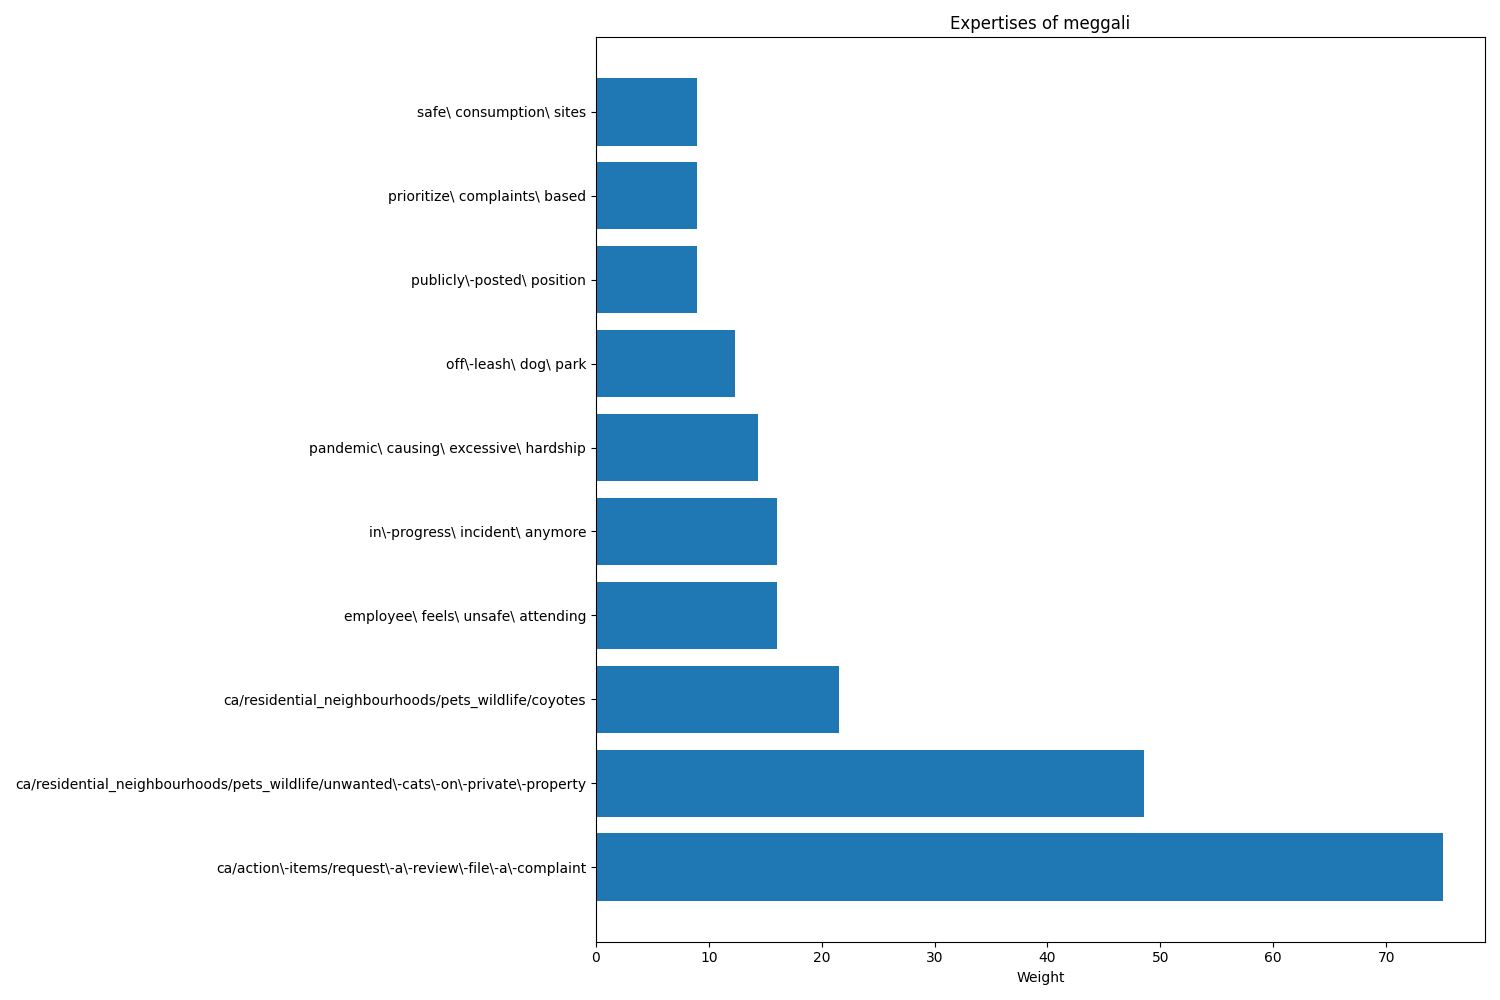 Expertises of meggali
safe\ consumption\ sites
prioritize\ complaints\ based
publicly\-posted\ position
off\-leash\ dog\ park
pandemic\ causing\ excessive\ hardship
in\-progress\ incident\ anymore
employee\ feels\ unsafe\ attending
ca/residential_neighbourhoods/pets_wildlife/coyotes
ca/residential_neighbourhoods/pets_wildlife/unwanted\-cats\-on\-private\-property
ca/action\-items/request\-a\-review\-file\-a\-complaint
0 10 20 30 40 50 60 70
Weight